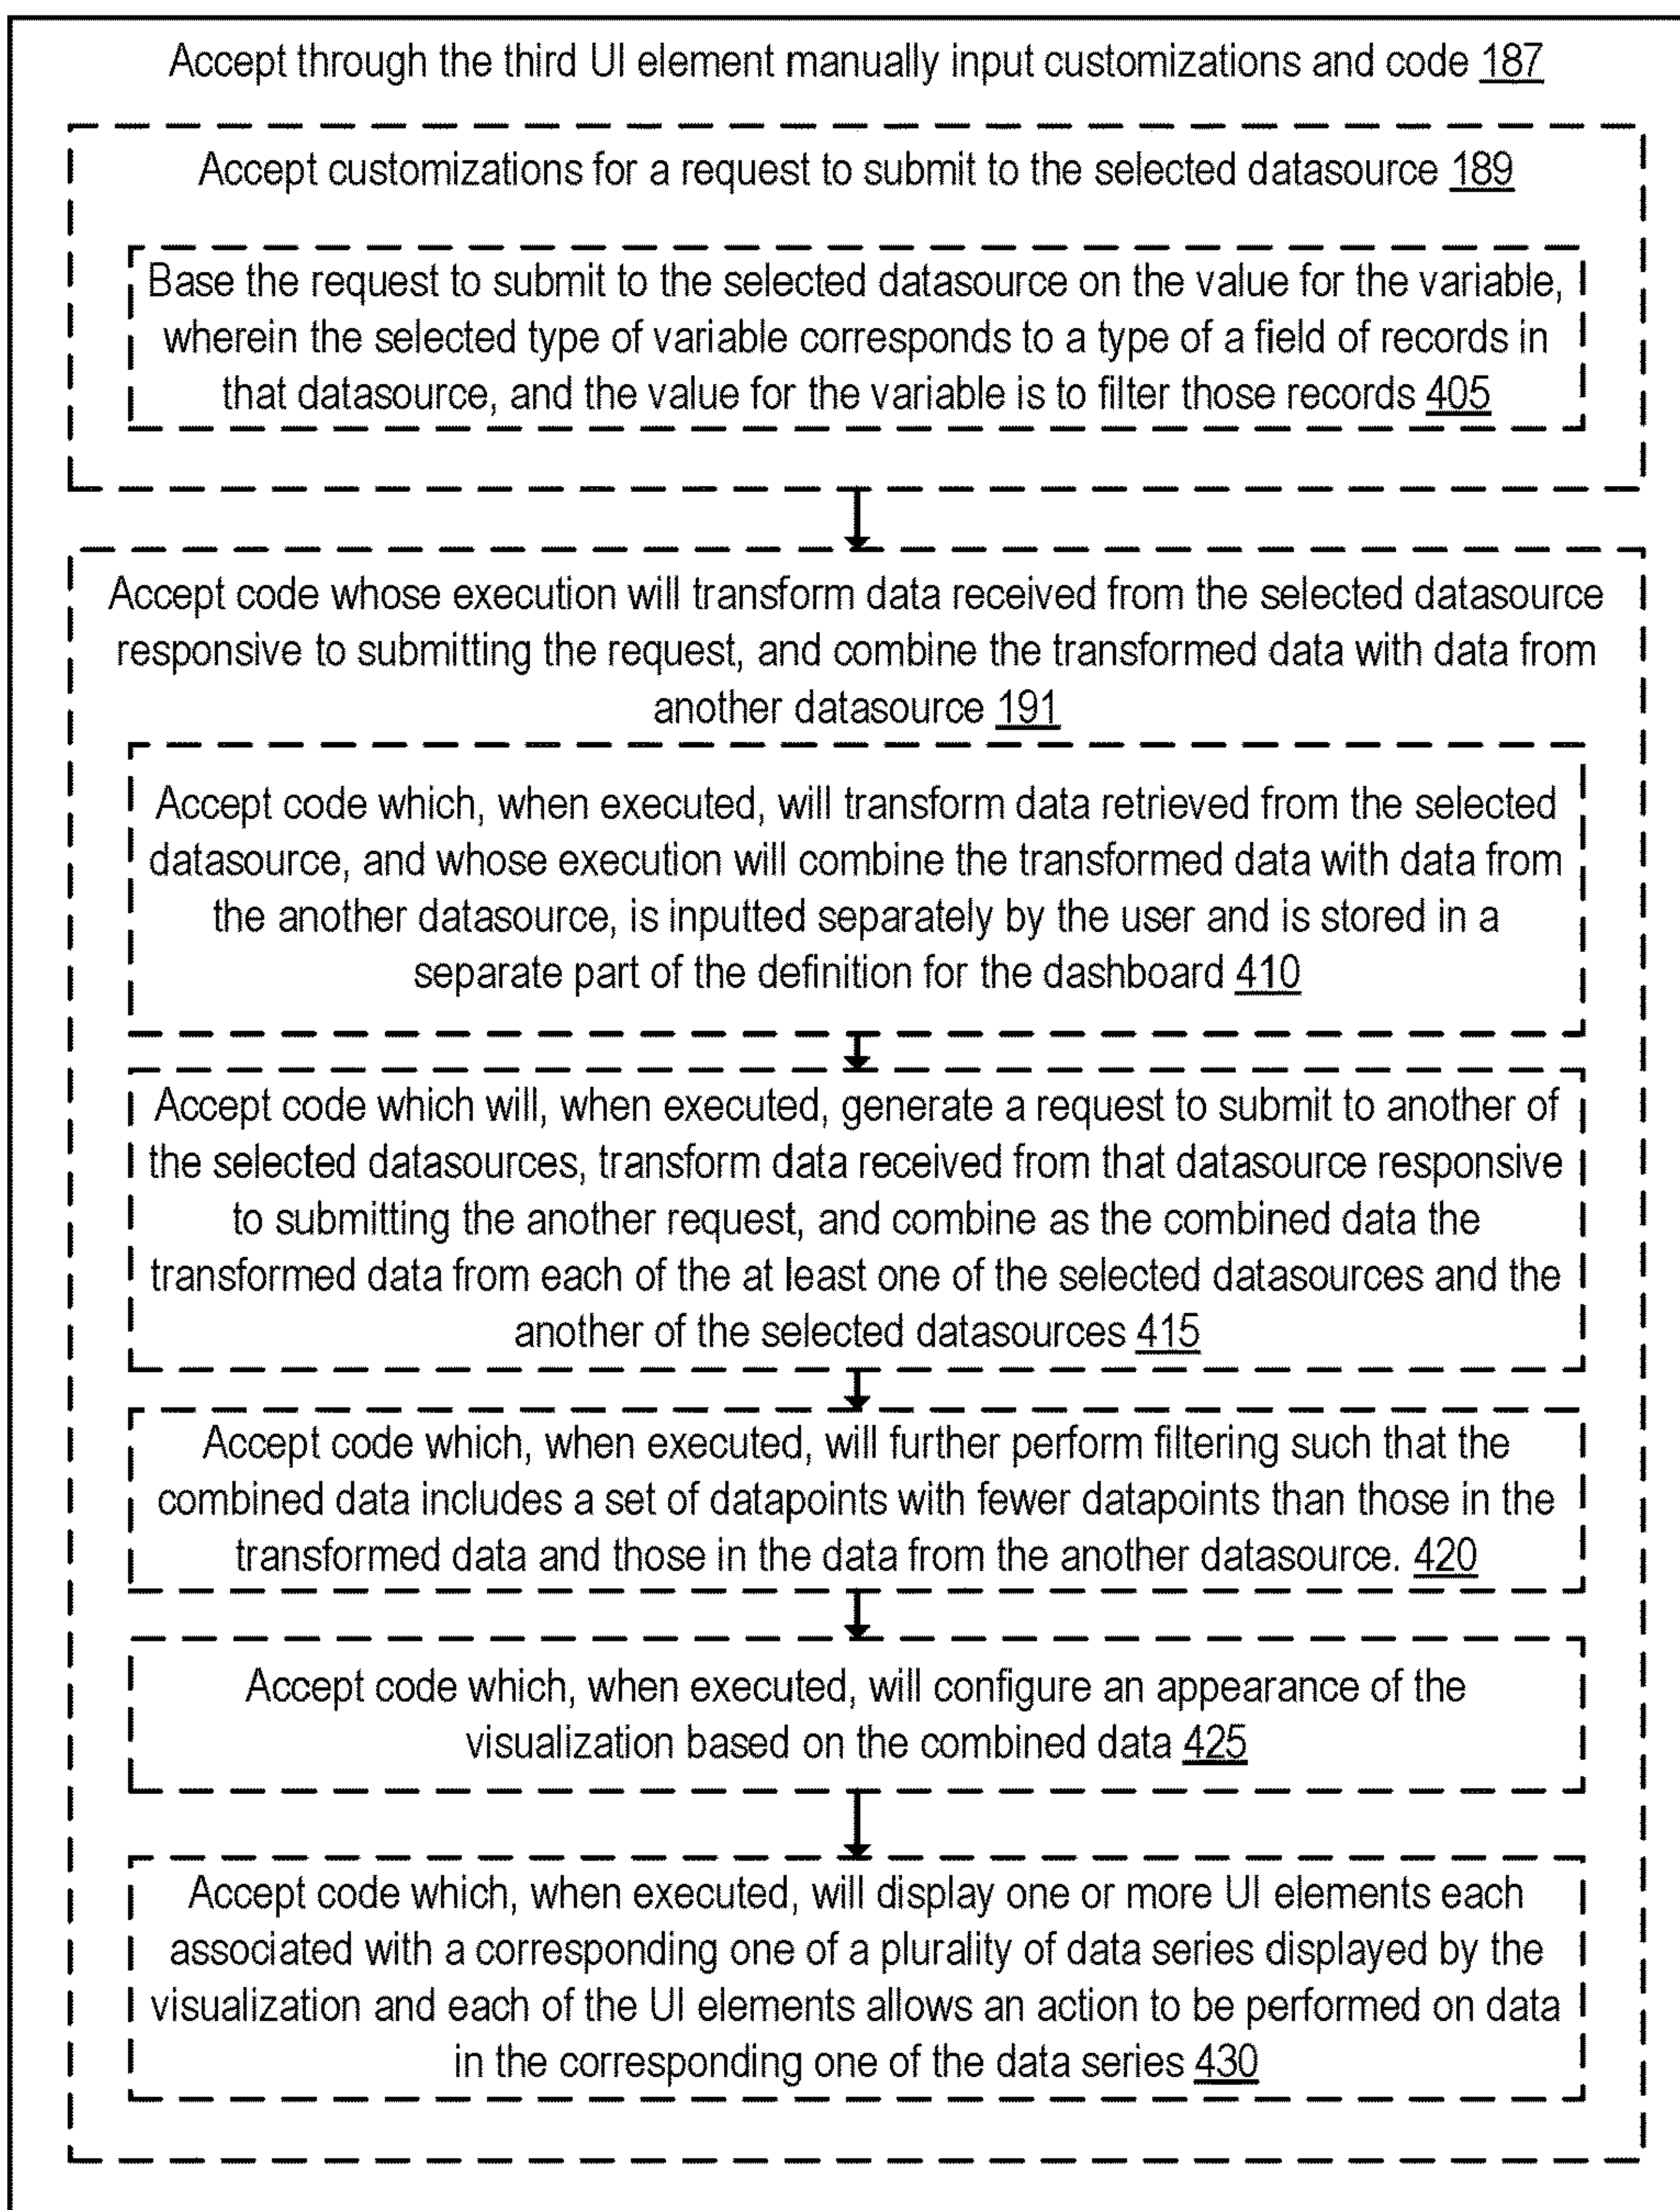 Accept through the third UI element manually input customizations and code 187
Accept customizations for a request to submit to the selected datasource 189
Base the request to submit to the selected datasource on the value for the variable,
wherein the selected type of variable corresponds to a type of a field of records in
that datasource, and the value for the variable is to filter those records 405
Accept code whose execution will transform data received from the selected datasource
responsive to submitting the request, and combine the transformed data with data from
another datasource 191
Accept code which, when executed, will transform data retrieved from the selected
datasource, and whose execution will combine the transformed data with data from
the another datasource, is inputted separately by the user and is stored in a
separate part of the definition for the dashboard 410
Accept code which will, when executed, generate a request to submit to another of
the selected datasources, transform data received from that datasource responsive
to submitting the another request, and combine as the combined data the
transformed data from each of the at least one of the selected datasources and the
another of the selected datasources 415
Accept code which, when executed, will further perform filtering such that the
combined data includes a set of datapoints with fewer datapoints than those in the
transformed data and those in the data from the another datasource. 420
Accept code which, when executed, will configure an appearance of the
visualization based on the combined data 425
Accept code which, when executed, will display one or more UI elements each
associated with a corresponding one of a plurality of data series displayed by the
visualization and each of the UI elements allows an action to be performed on data
in the corresponding one of the data series 430